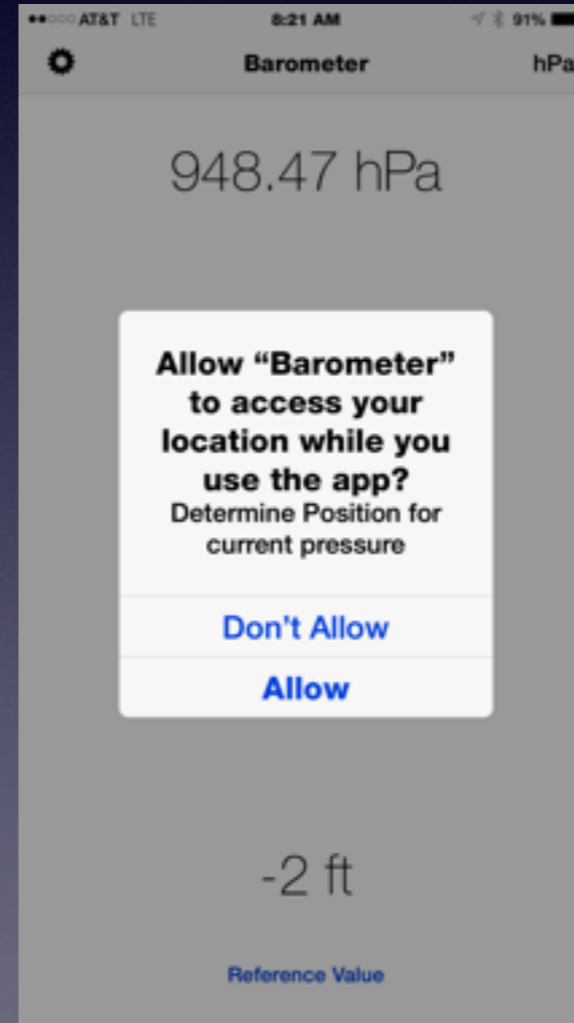 AT&T LTE 8:21 AM 91%
Barometer hPa
948.47 hPa
Allow “Barometer”
to access your
location while you
use the app?
Determine Position for
current pressure
Don't Allow
Allow
-2 ft
Reference Value